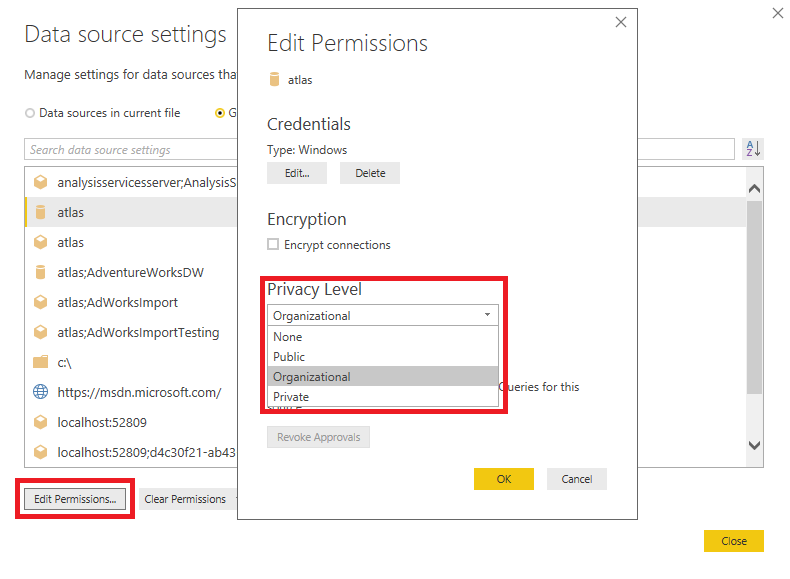 Data source settings
Manage settings for data sources tha
Data sources in current file
G
Search data source settings
A
Z
analysisservicesserver;AnalysisS
atlas
atlas
atlas;AdventureWorksDW
atlas;AdWorksImport
atlas;AdWorksImportTesting
c:\
https://msdn.microsoft.com/
localhost:52809
localhost:52809;d4c30f21-ab43
Edit Permissions...
Clear Permissions
Close
Edit Permissions
atlas
Credentials
Type: Windows
Edit...
Delete
Encryption
Encrypt connections
Privacy Level
Organizational
None
Public
Organizational
Private
Queries for this
source
Revoke Approvals
OK
Cancel